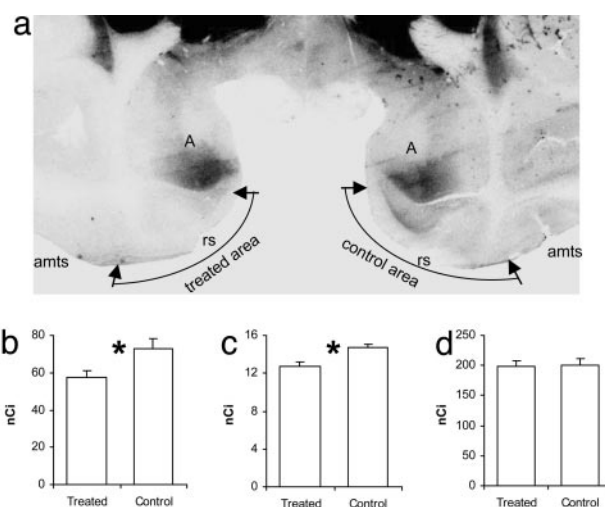 a
A
A
rs
treated area
amts
rs
control area
amts
b
80
60
40
20
0
nCi
*
Treated
Control
c
16
12
8
4
0
nCi
*
Treated
Control
d
250
200
150
100
50
0
nCi
Treated
Control